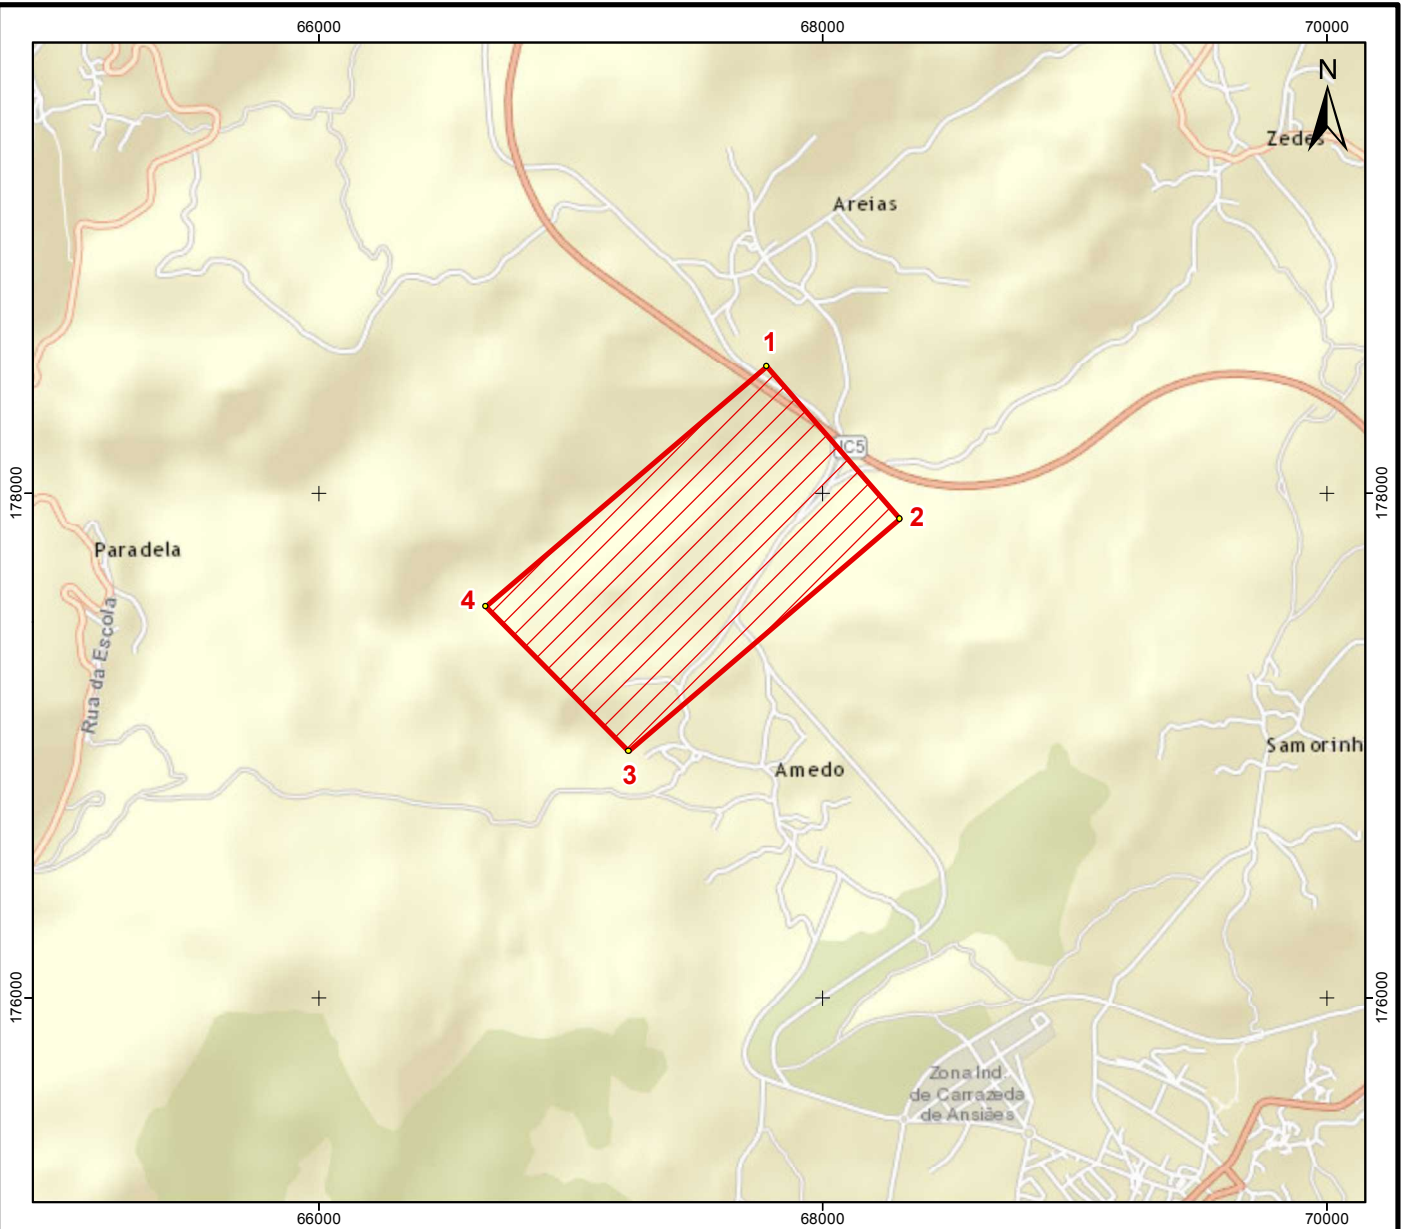 66000 68000 70000
N
Zedes
Areias
1
IC5
178000 178000
2
Paradela
4
Rua da Escola
Samorinh
3
Amedo
176000 176000
Zona Ind.
de Carrazeda
de Ansiães
66000 68000 70000